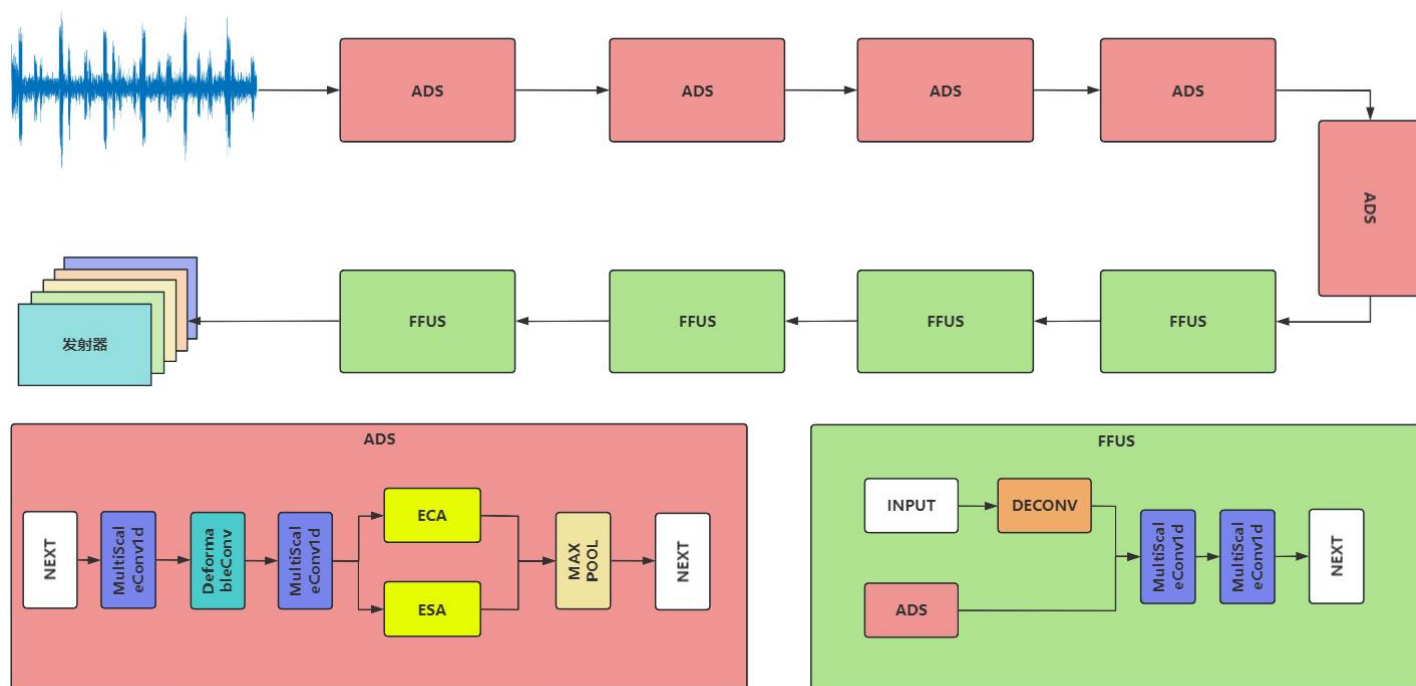 ADS
ADS
ADS
ADS
ADS
发射器
FFUS
FFUS
FFUS
FFUS
ADS
NEXT
MultiScal
eConv1d
Deforma
bleConv
MultiScal
eConv1d
ECA
ESA
MAX
POOL
NEXT
FFUS
INPUT
DECONV
ADS
MultiScal
eConv1d
MultiScal
eConv1d
NEXT